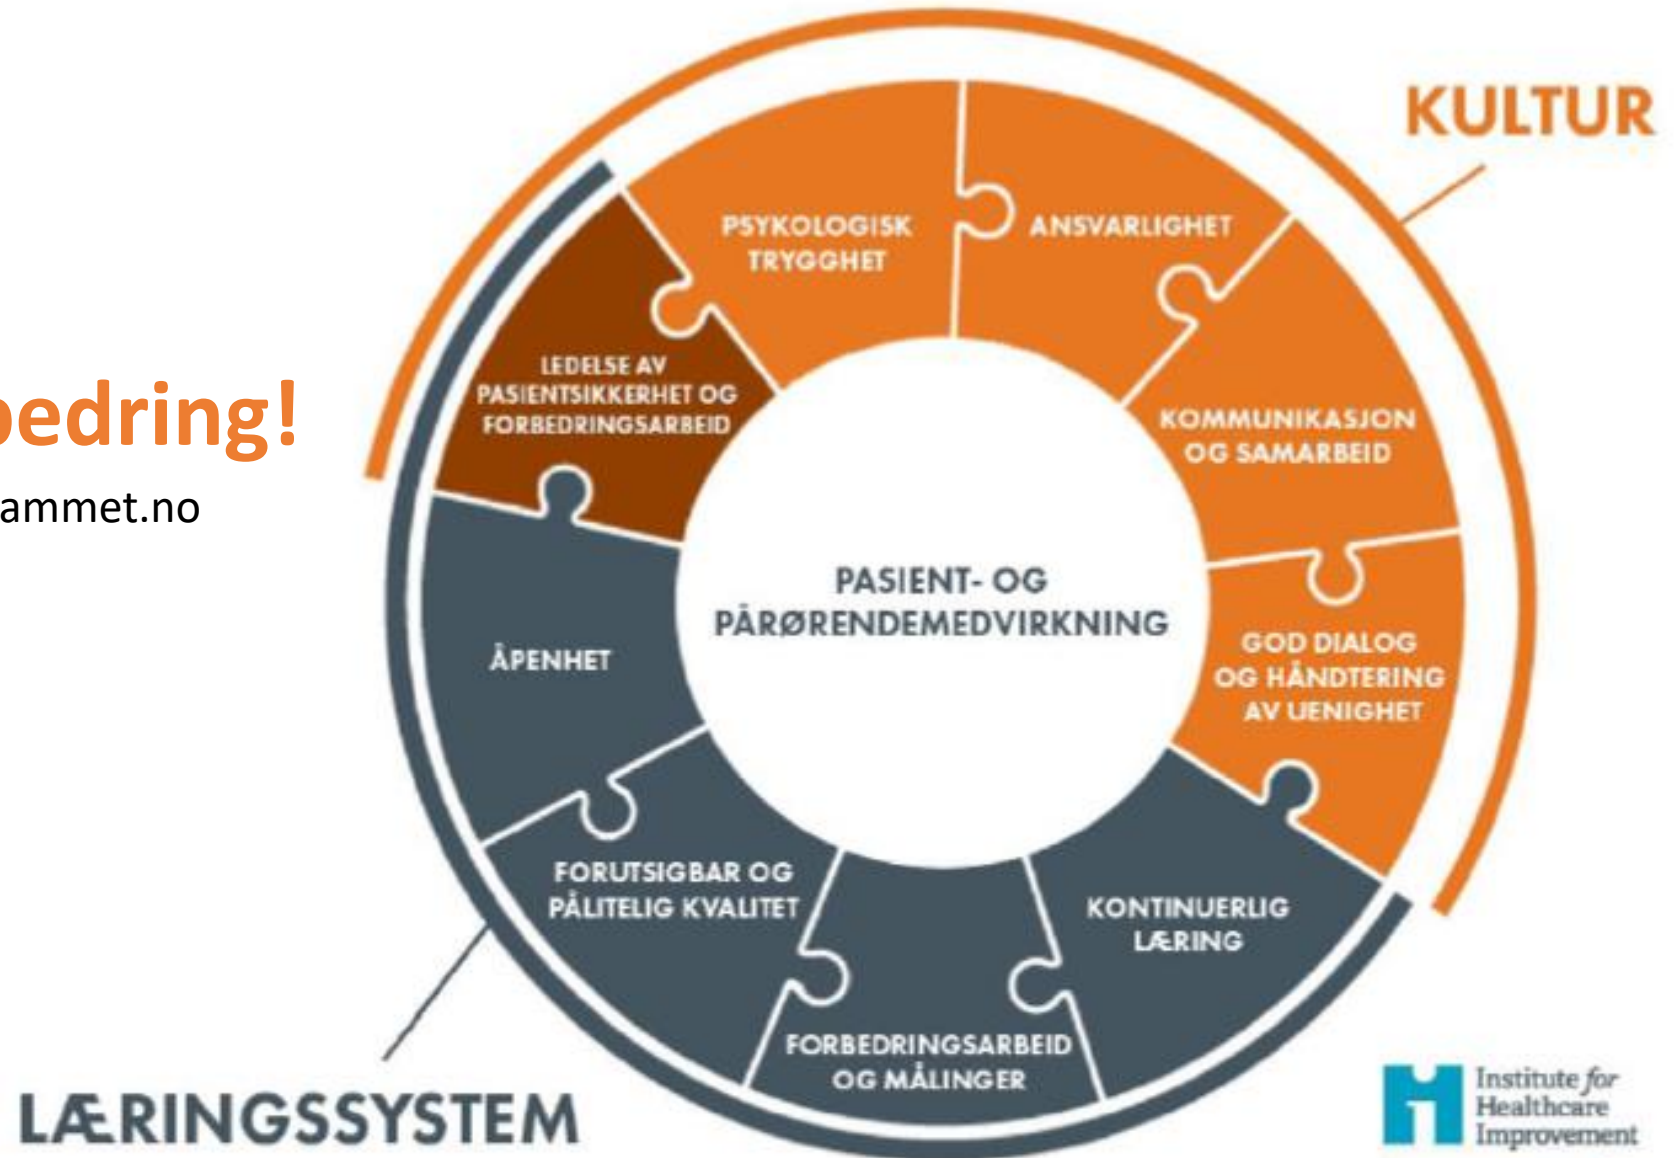 KULTUR
PSYKOLOGISK
TRYGGHET
ANSVARLIGHET
LEDELSE AV
PASIENTSIKKERHET OG
FORBEDRINGSARBEID
KOMMUNIKASJON
OG SAMARBEID
bedring!
ammet.no
PASIENT- OG
PÅRØRENDEMEDVIRKNING
ÅPENHET
GOD DIALOG
OG HÅNDTERING
AV UENIGHET
FORUTSIGBAR OG
PÅLITELIG KVALITET
KONTINUERLIG
LÆRING
FORBEDRINGSARBEID
OG MÅLINGER
LÆRINGSSYSTEM
Institute for
Healthcare
Improvement